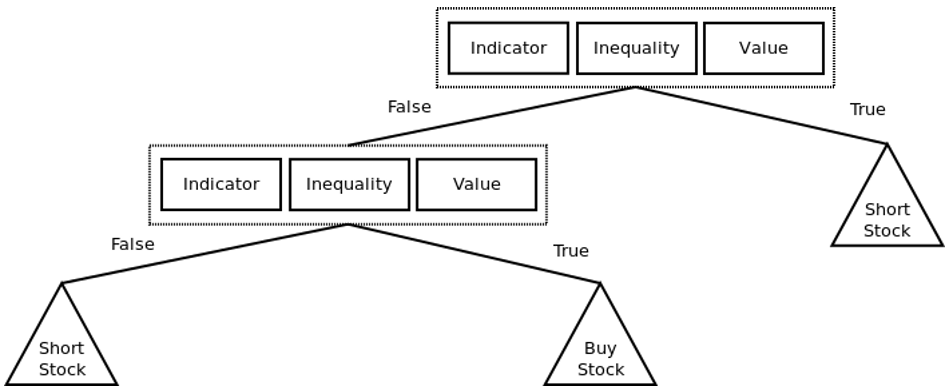 Indicator Inequality Value
False
True
Indicator Inequality Value
Short
Stock
False
True
Short
Stock
Buy
Stock